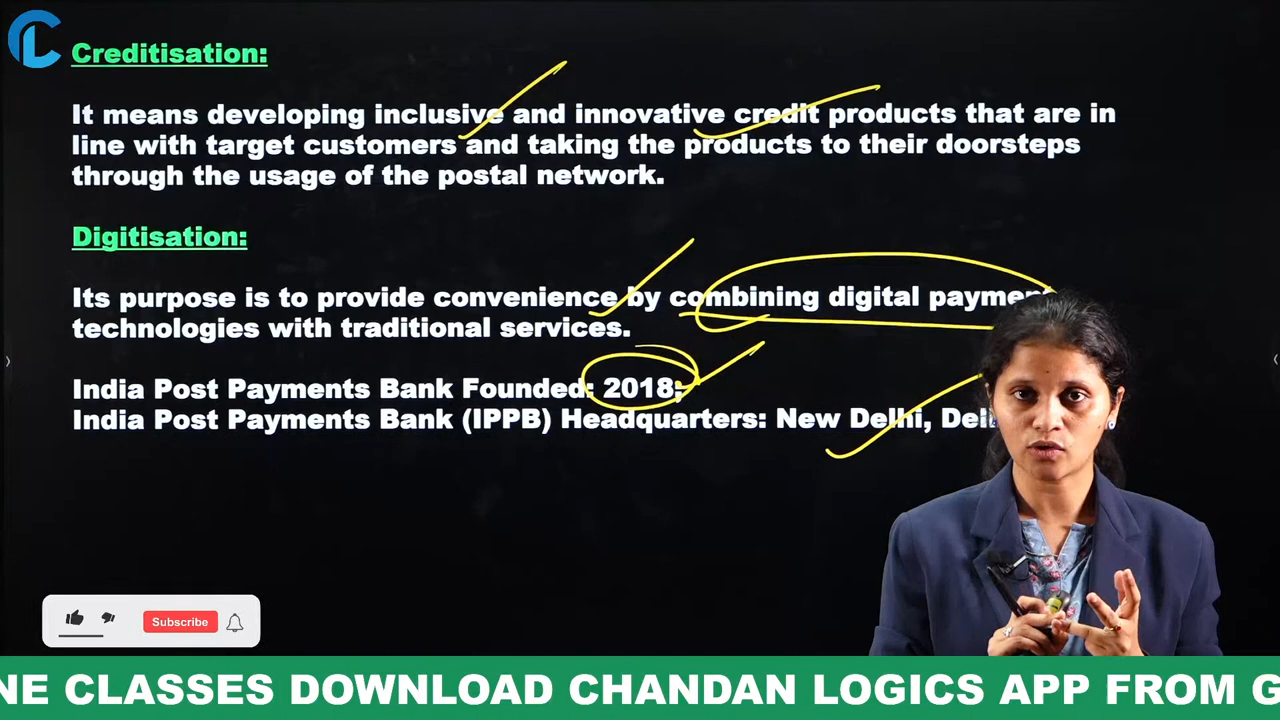 Creditisation:
It means developing inclusive and innovative credit products that are in
line with target customers and taking the products to their doorsteps
through the usage of the postal network.
Digitisation:
Its purpose is to provide convenience by combining digital payment
technologies with traditional services.
India Post Payments Bank Founded: 2018;
India Post Payments Bank (IPPB) Headquarters: New Delhi,
Subscribe
NE CLASSES DOWNLOAD CHANDAN LOGICS APP FROM G